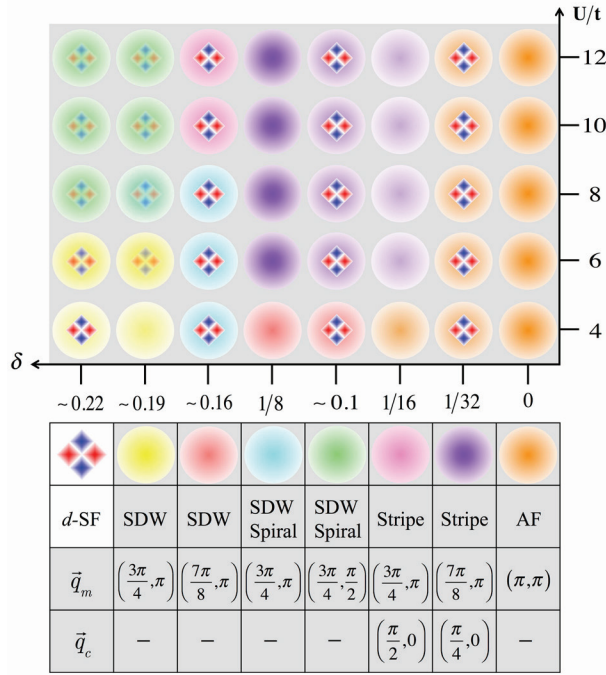 U/t
12
10
8
6
4
δ
~0.22 ~0.19 ~0.16 1/8 ~0.1 1/16 1/32 0
d-SF SDW SDW SDW Spiral SDW Spiral Stripe Stripe AF
q⃗_m (3π/4,π) (7π/8,π) (3π/4,π) (3π/4,π/2) (3π/4,π) (7π/8,π) (π,π)
q⃗_c – – – – (π/2,0) (π/4,0) –